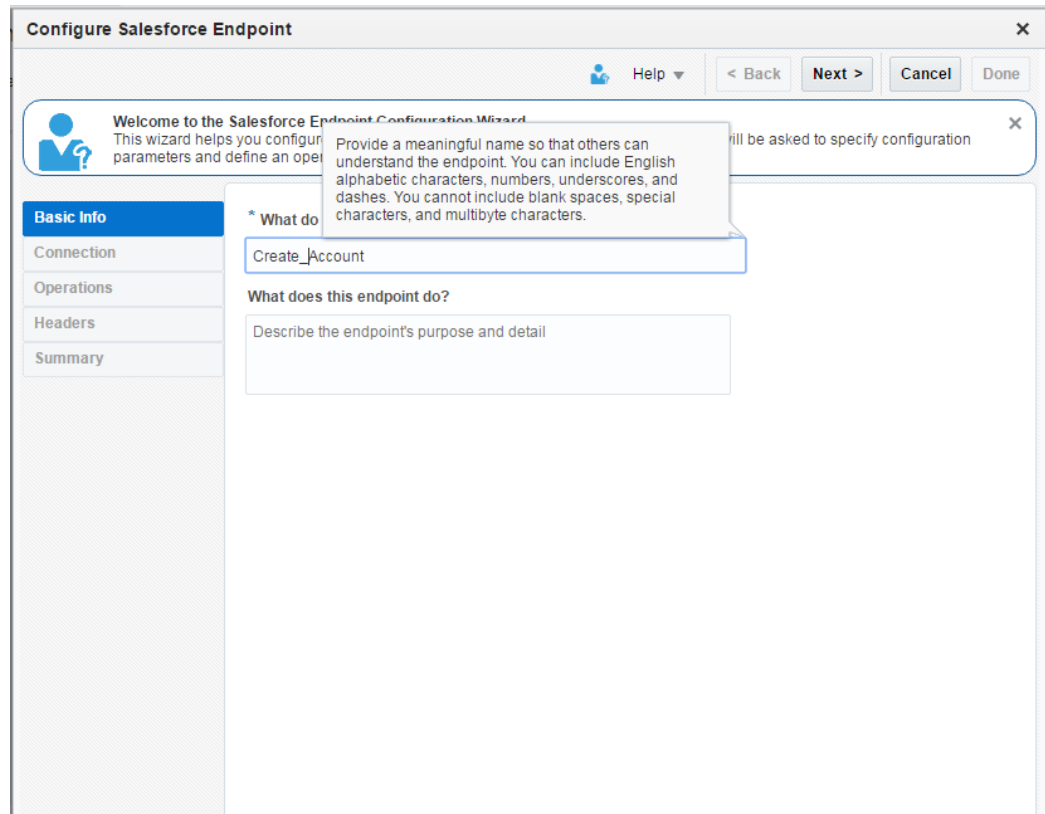 Configure Salesforce Endpoint
Help
< Back
Next >
Cancel
Done
Welcome to the Salesforce Endpoint Configuration Wizard
This wizard helps you configur
ill be asked to specify configuration
parameters and define an oper
Provide a meaningful name so that others can
understand the endpoint. You can include English
alphabetic characters, numbers, underscores, and
dashes. You cannot include blank spaces, special
characters, and multibyte characters.
Basic Info
Connection
Operations
Headers
Summary
* What do
Create_Account
What does this endpoint do?
Describe the endpoint's purpose and detail